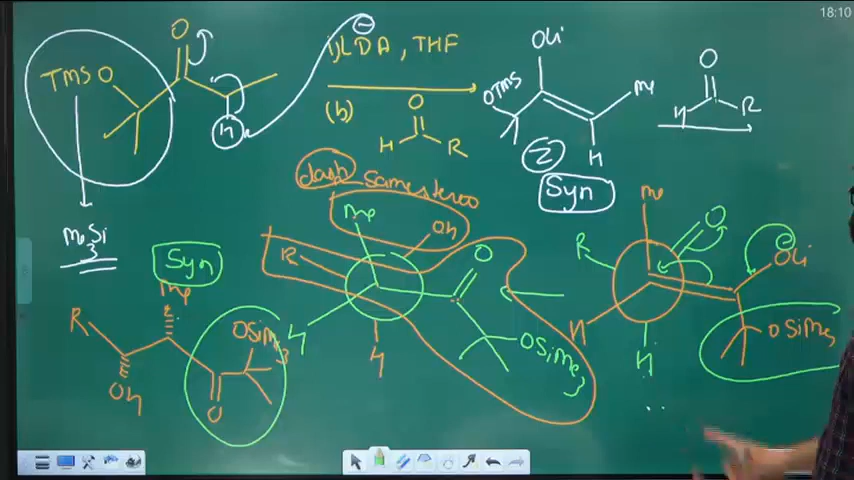 18:10
O
TMSO
H
Me3Si
i) LDA, THF
(b)
O
H
R
OLi
OTMS
Me
H
Z
Syn
O
H
R
dash same stereo
Me
OH
R
O
H
H
OSiMe3
Syn
Me
R
OH
O
OSiMe3
Me
R
O
OLi
H
H
OSiMe3